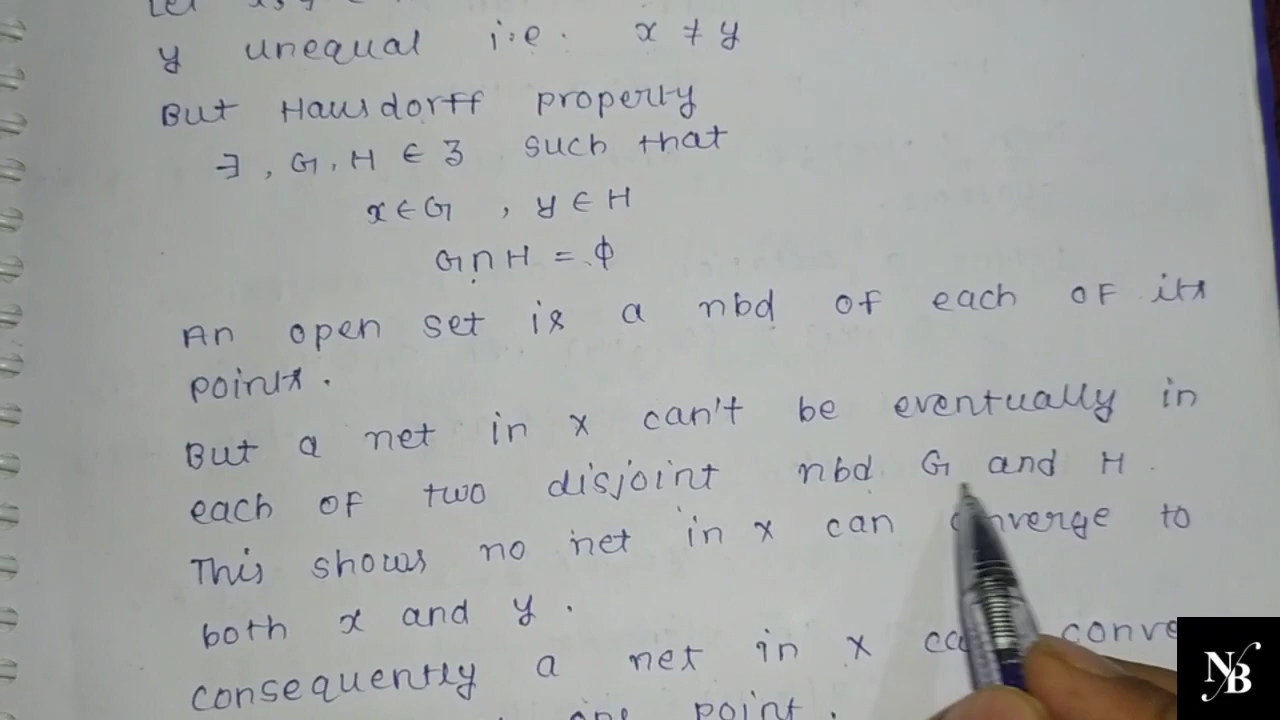 y unequal i.e. x ≠ y
But Hausdorff property
∃, G, H ∈ ℨ such that
x ∈ G , y ∈ H
G ∩ H = ϕ
An open set is a nbd of each of its
points.
But a net in x can't be eventually in
each of two disjoint nbd G and H.
This shows no net in x can converge to
both x and y.
consequently a net in x
one point.
NB